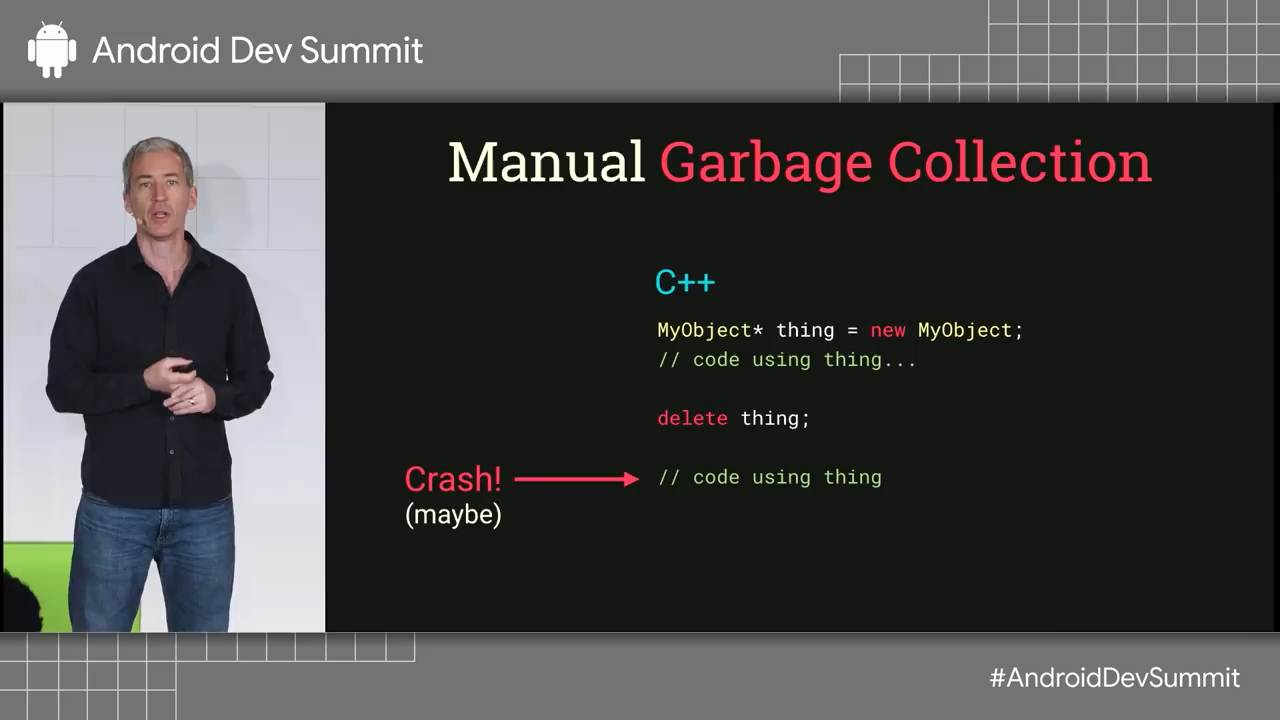 Android Dev Summit
Manual Garbage Collection
C++
MyObject* thing = new MyObject;
// code using thing...
delete thing;
Crash!
(maybe)
// code using thing
#AndroidDevSummit